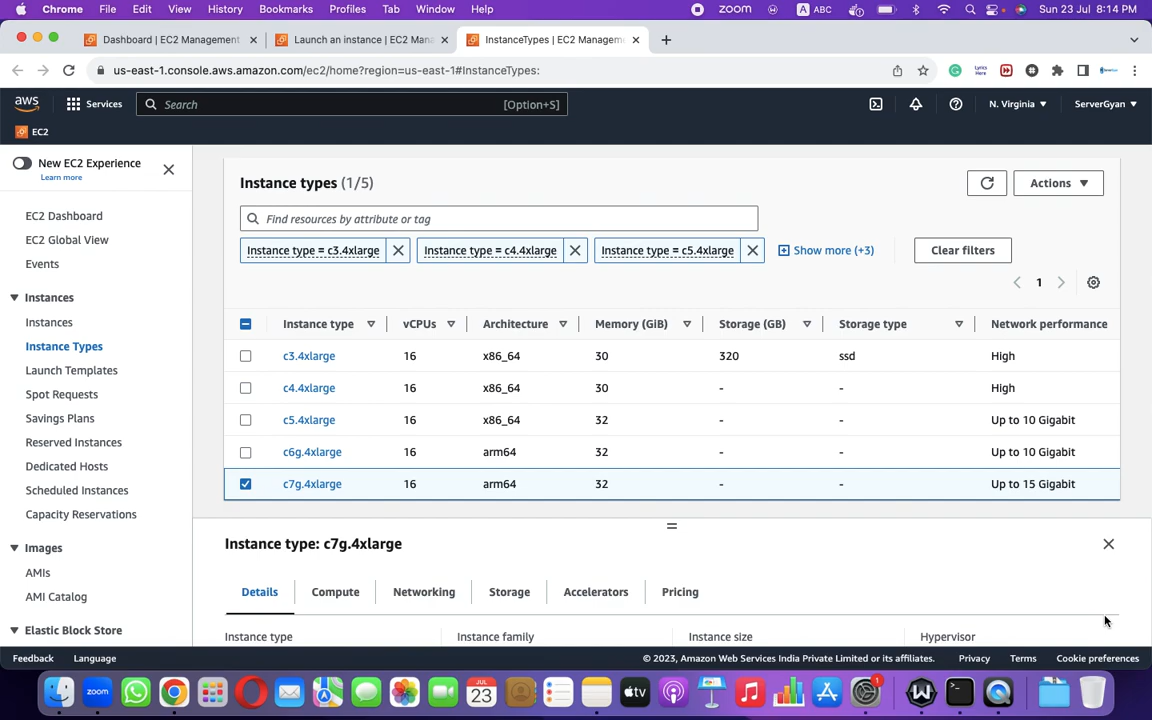 Chrome File Edit View History Bookmarks Profiles Tab Window Help zoom A ABC Sun 23 Jul 8:14 PM
Dashboard | EC2 Management Launch an instance | EC2 Mana InstanceTypes | EC2 Managem
us-east-1.console.aws.amazon.com/ec2/home?region=us-east-1#InstanceTypes:
aws Services Search [Option+S] N. Virginia ServerGyan
EC2
New EC2 Experience
Learn more
EC2 Dashboard
EC2 Global View
Events
Instances
Instances
Instance Types
Launch Templates
Spot Requests
Savings Plans
Reserved Instances
Dedicated Hosts
Scheduled Instances
Capacity Reservations
Images
AMIs
AMI Catalog
Elastic Block Store
Instance types (1/5) Actions
Find resources by attribute or tag
Instance type = c3.4xlarge Instance type = c4.4xlarge Instance type = c5.4xlarge Show more (+3) Clear filters
1
Instance type vCPUs Architecture Memory (GiB) Storage (GB) Storage type Network performance
c3.4xlarge 16 x86_64 30 320 ssd High
c4.4xlarge 16 x86_64 30 - - High
c5.4xlarge 16 x86_64 32 - - Up to 10 Gigabit
c6g.4xlarge 16 arm64 32 - - Up to 10 Gigabit
c7g.4xlarge 16 arm64 32 - - Up to 15 Gigabit
Instance type: c7g.4xlarge
Details Compute Networking Storage Accelerators Pricing
Instance type Instance family Instance size Hypervisor
Feedback Language © 2023, Amazon Web Services India Private Limited or its affiliates. Privacy Terms Cookie preferences
zoom JUL 23 tv 1